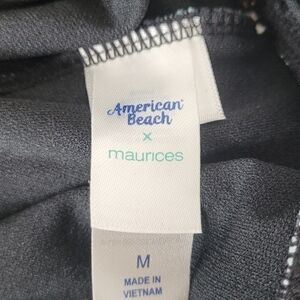 American
Beach
x
maurices
M
MADE IN
VIETNAM